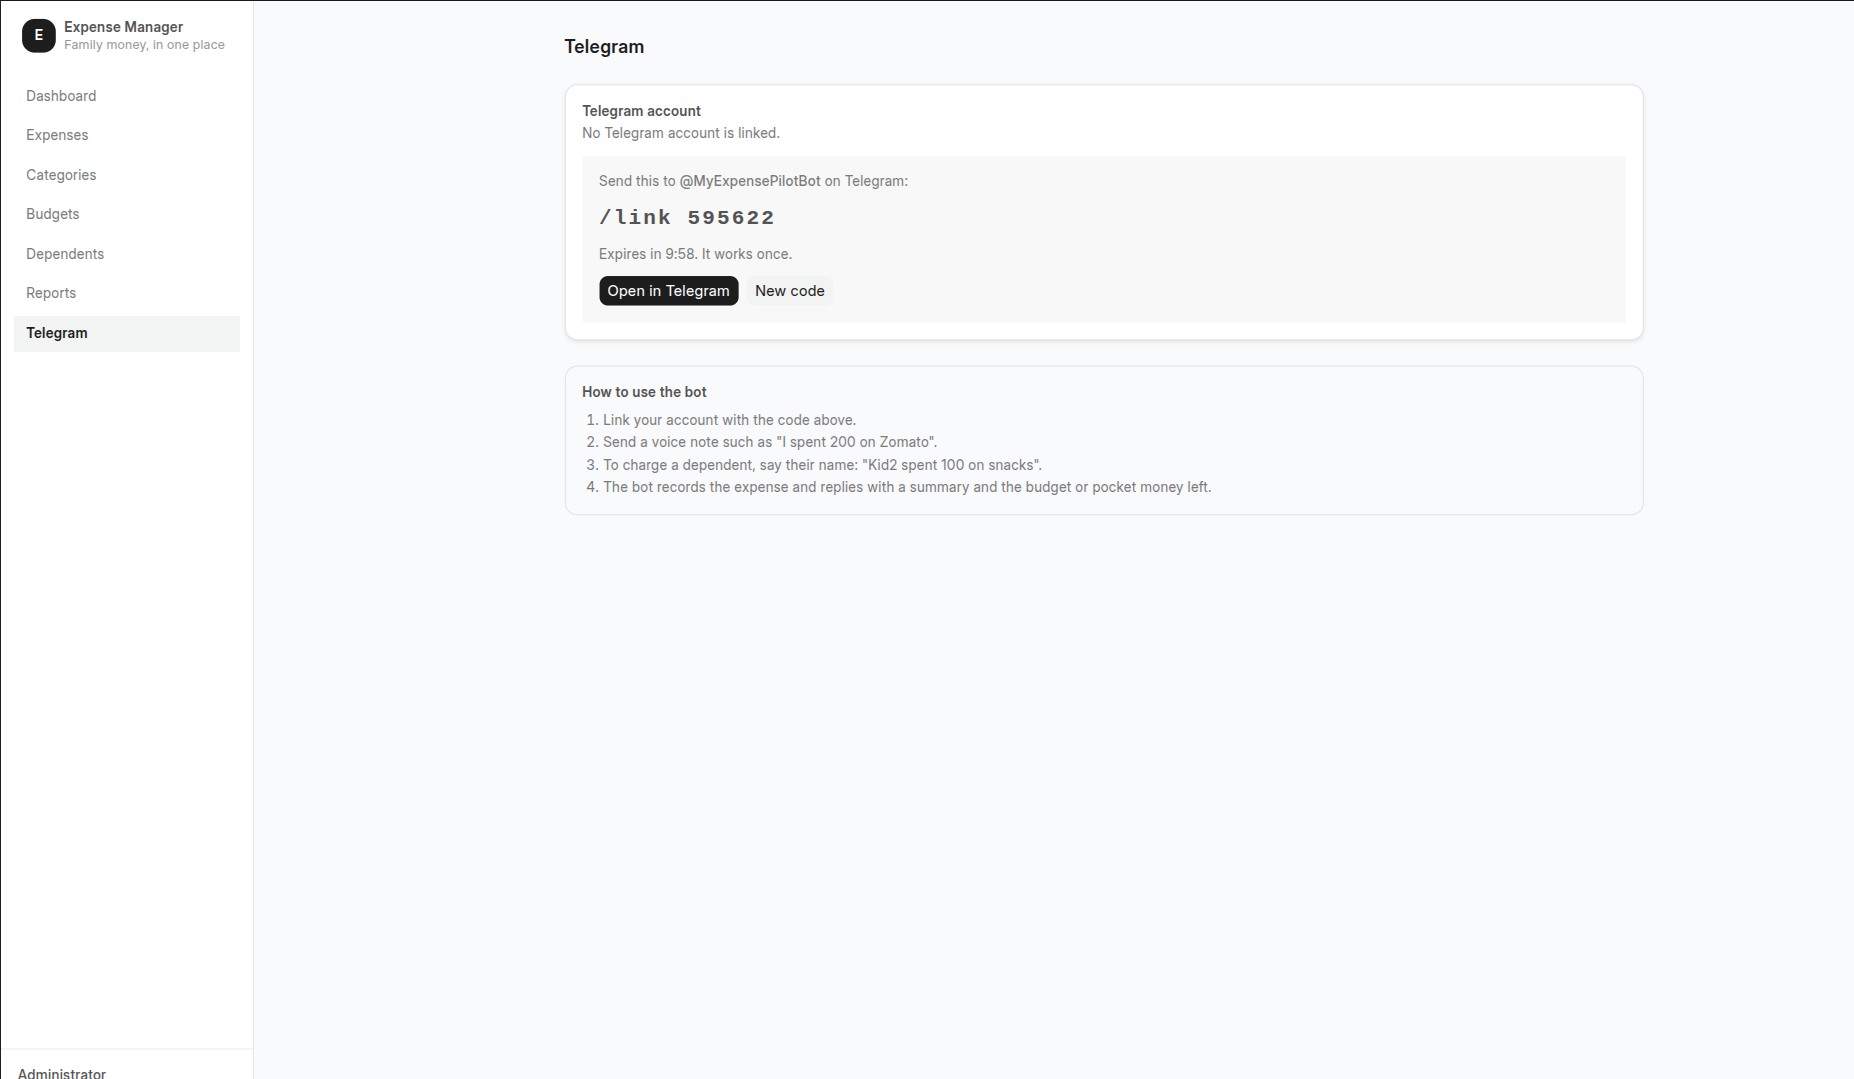 E
Expense Manager
Family money, in one place
Dashboard
Expenses
Categories
Budgets
Dependents
Reports
Telegram
Administrator
Telegram
Telegram account
No Telegram account is linked.
Send this to @MyExpensePilotBot on Telegram:
/link 595622
Expires in 9:58. It works once.
Open in Telegram
New code
How to use the bot
1. Link your account with the code above.
2. Send a voice note such as "I spent 200 on Zomato".
3. To charge a dependent, say their name: "Kid2 spent 100 on snacks".
4. The bot records the expense and replies with a summary and the budget or pocket money left.